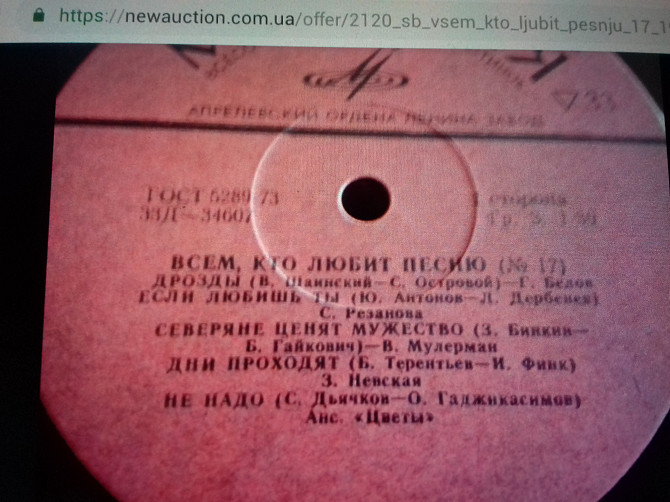 https://newauction.com.ua/offer/2120_sb_vsem_kto_ljubit_pesnju_17_1
33
АПРЕЛЕВСКИЙ ОРДЕНА ЛЕНИНА ЗАВОД
ГОСТ 5289-73
1 сторона
33Д—34607
ВСЕМ, КТО ЛЮБИТ ПЕСНЮ (№ 17)
ДРОЗДЫ (В. Шаинский—С. Островой)—Г. Белов
ЕСЛИ ЛЮБИШЬ ТЫ (Ю. Антонов—Л. Дербенев)
С. Резанова
СЕВЕРЯНЕ ЦЕНЯТ МУЖЕСТВО (З. Бинкин—
Б. Гайкович)—В. Мулерман
ДНИ ПРОХОДЯТ (Б. Терентьев—И. Финк)
З. Невская
НЕ НАДО (С. Дьячков—О. Гаджикасимов)
Анс. «Цветы»